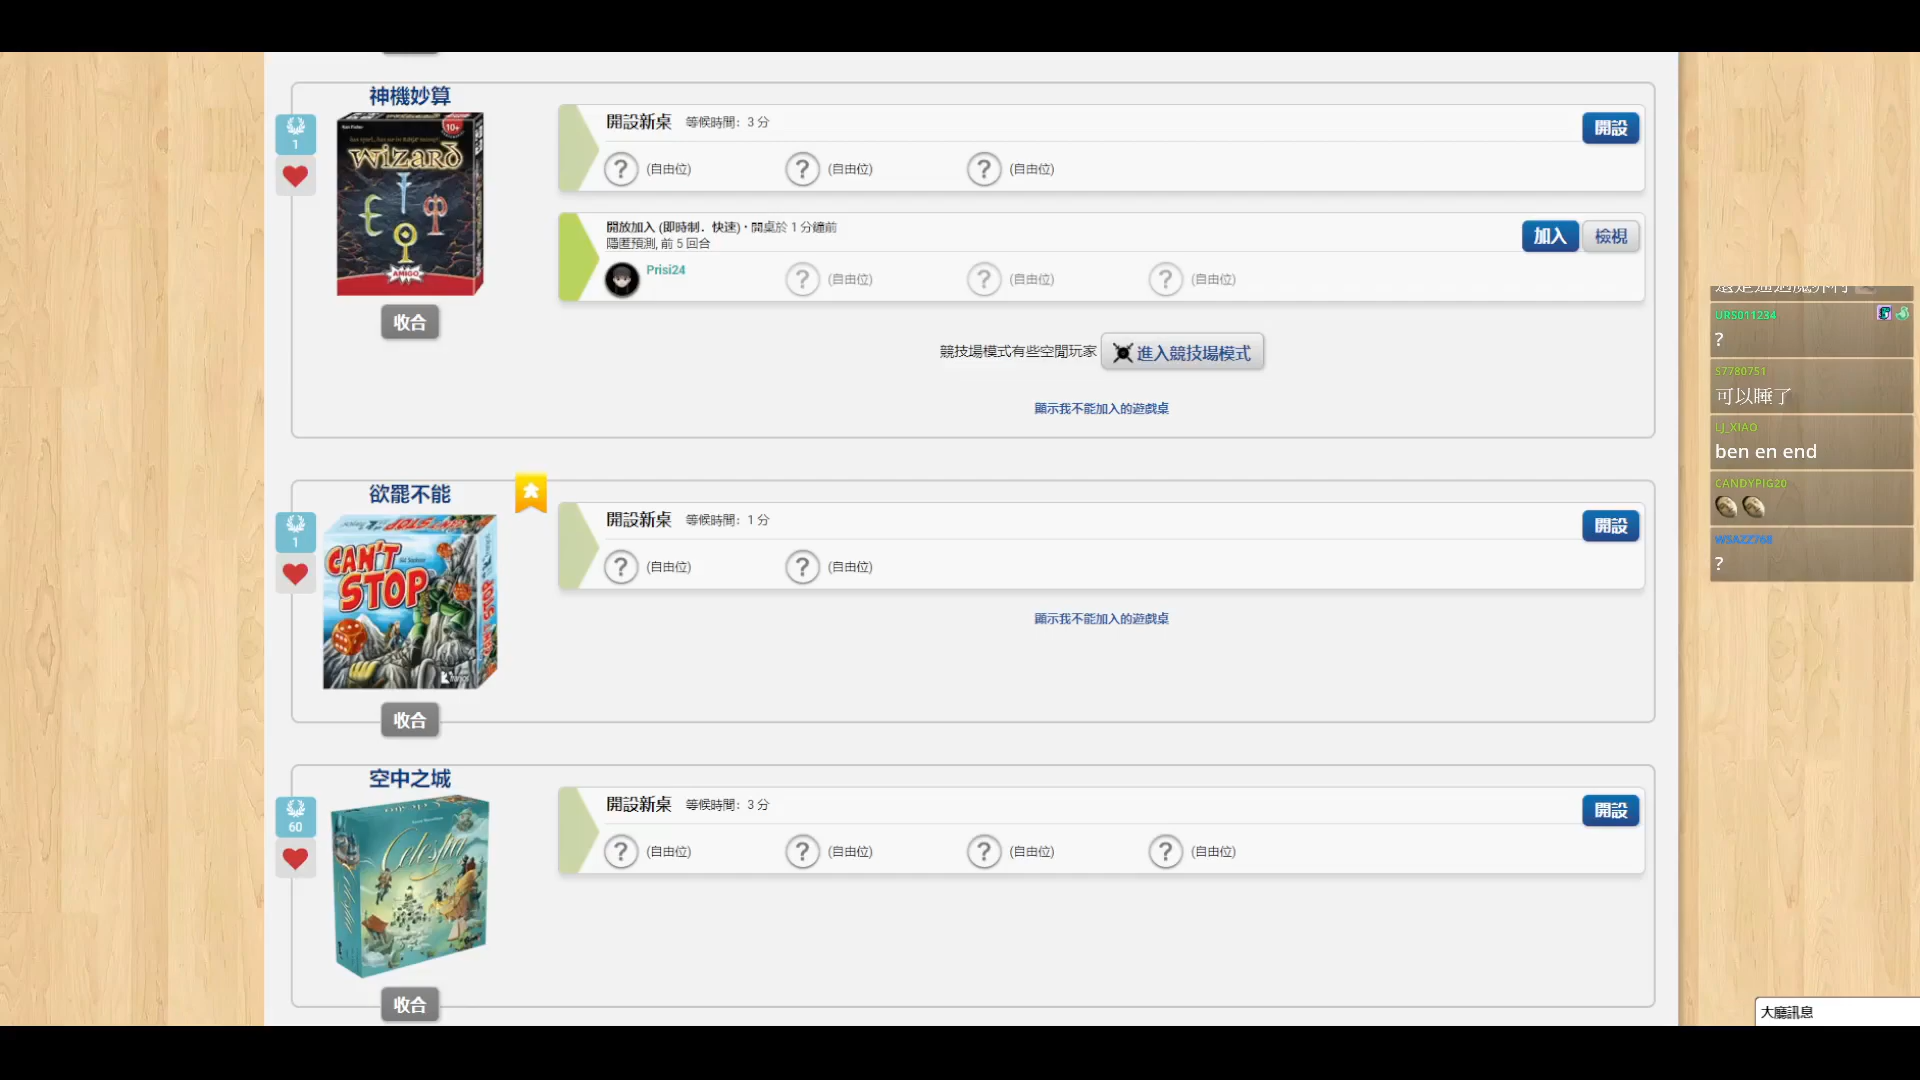 神機妙算
1
10+
WIZARD
AMIGO
收合
開設新桌 等候時間: 3 分
開設
(自由位) (自由位) (自由位)
開放加入 (即時制．快速)・開桌於 1 分鐘前
隱匿預測, 前 5 回合
加入 檢視
Prisi24
(自由位) (自由位) (自由位)
競技場模式有些空閒玩家 進入競技場模式
顯示我不能加入的遊戲桌
欲罷不能
1
CAN'T STOP
CAN'T
STOP
CAN'T STOP
收合
開設新桌 等候時間: 1 分
開設
(自由位) (自由位)
顯示我不能加入的遊戲桌
空中之城
60
Celestia
收合
開設新桌 等候時間: 3 分
開設
(自由位) (自由位) (自由位) (自由位)
URS011234
?
S7780751
可以睡了
LJ_XIAO
ben en end
CANDYPIG20
WSAZZ768
?
大廳訊息